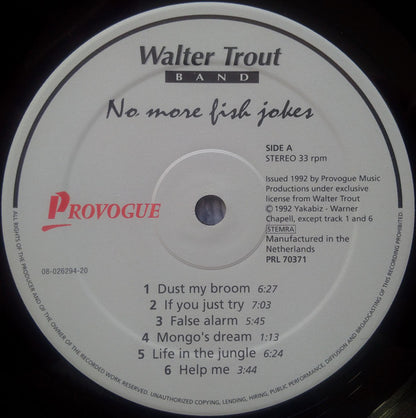 Walter Trout
BAND
No more fish jokes
SIDE A
STEREO 33 rpm
PROVOGUE
Issued 1992 by Provogue Music
Productions under exclusive
license from Walter Trout
© 1992 Yakabiz - Warner
Chapell, except track 1 and 6
STEMRA
Manufactured in the
Netherlands
PRL 70371
08-026294-20
1 Dust my broom 6:27
2 If you just try 7:03
3 False alarm 5:45
4 Mongo's dream 1:13
5 Life in the jungle 6:24
6 Help me 3:44
ALL RIGHTS OF THE PRODUCER AND OF THE OWNER OF THE RECORDED WORK RESERVED. UNAUTHORIZED COPYING, LENDING, HIRING, PUBLIC PERFORMANCE, DIFFUSION AND BROADCASTING OF THIS RECORDING PROHIBITED.